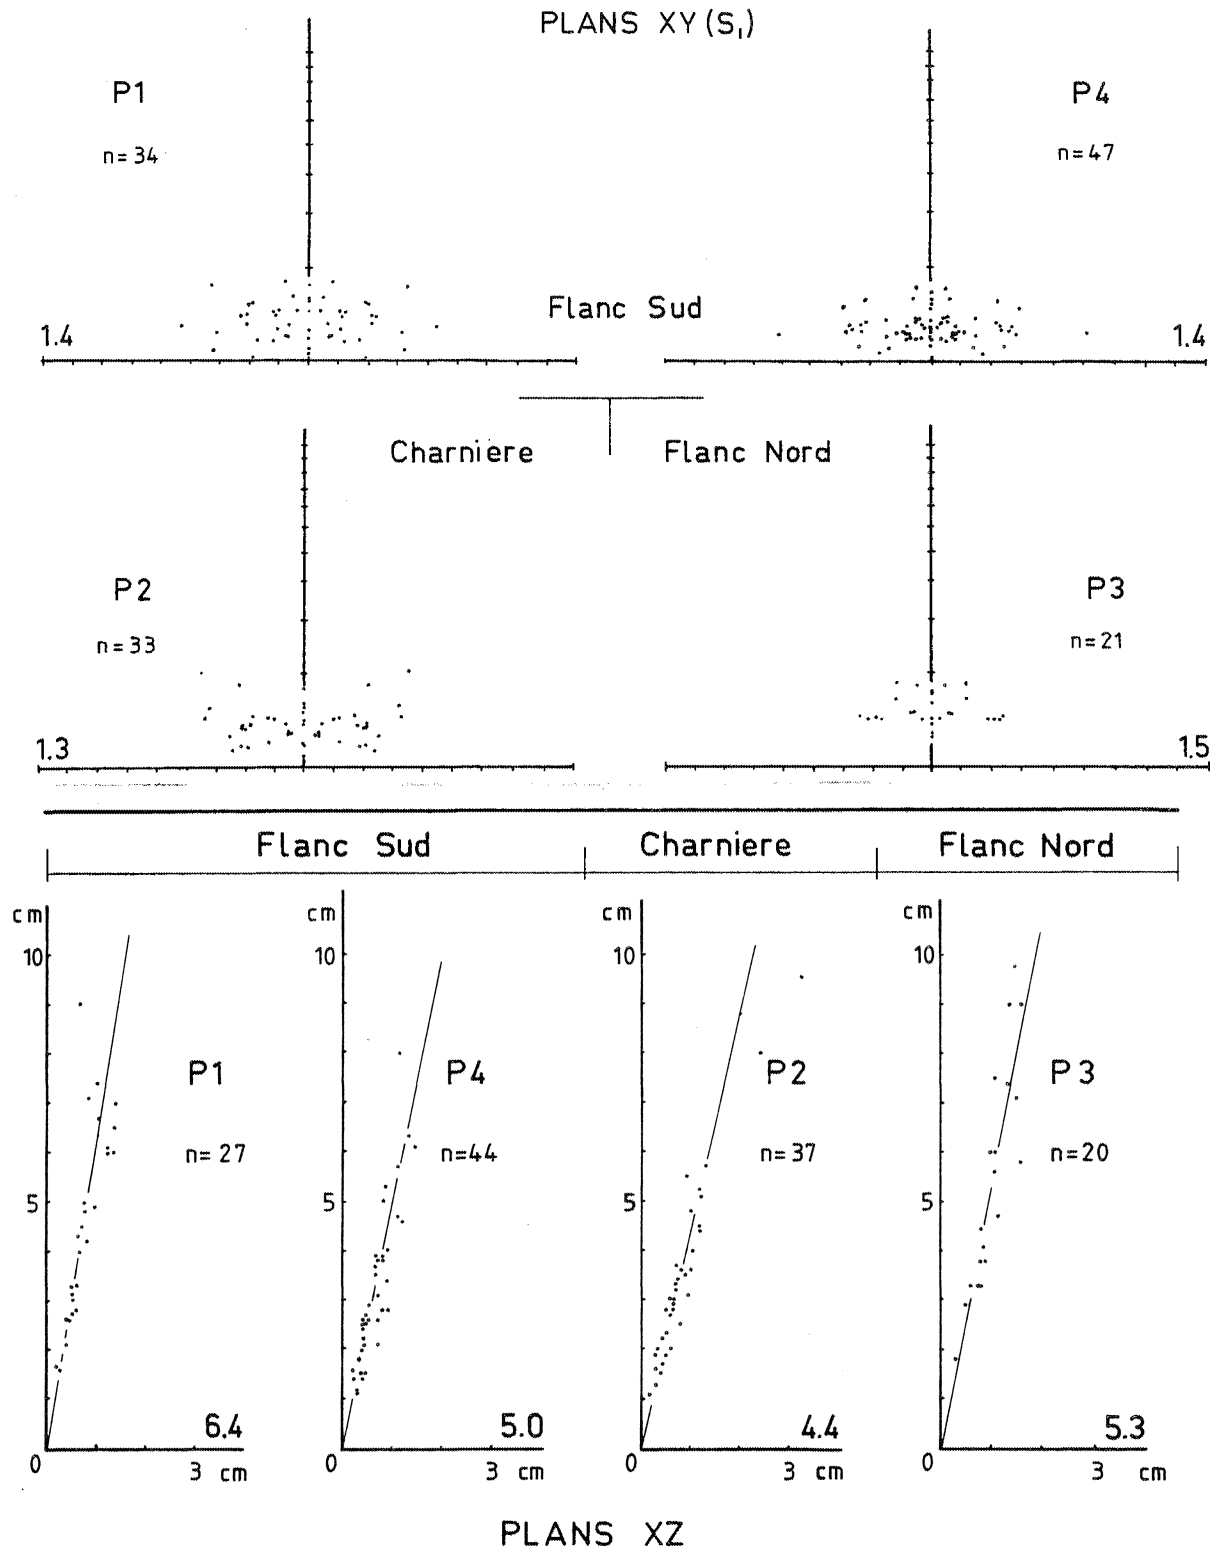 PLANS XY (S₁)
P1
n=34
P4
n=47
Flanc Sud
1.4
1.4
Charnière
Flanc Nord
P2
n=33
P3
n=21
1.3
1.5
Flanc Sud
Charniere
Flanc Nord
cm
10
5
0
3 cm
P1
n=27
6.4
cm
10
5
0
3 cm
P4
n=44
5.0
cm
10
5
0
3 cm
P2
n=37
4.4
cm
10
5
0
3 cm
P3
n=20
5.3
PLANS XZ